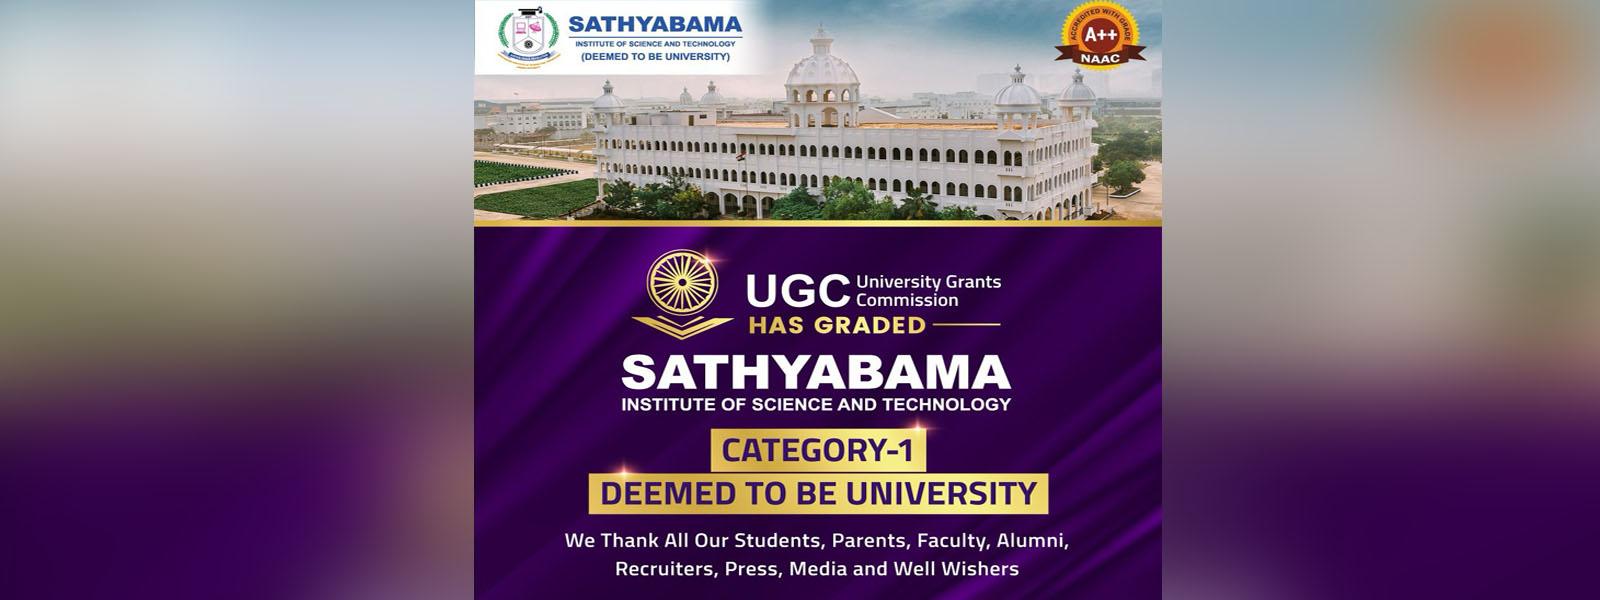 SATHYABAMA
INSTITUTE OF SCIENCE AND TECHNOLOGY
(DEEMED TO BE UNIVERSITY)
ACCREDITED WITH GRADE
A++
NAAC
UGC University Grants
Commission
HAS GRADED
SATHYABAMA
INSTITUTE OF SCIENCE AND TECHNOLOGY
CATEGORY-1
DEEMED TO BE UNIVERSITY
We Thank All Our Students, Parents, Faculty, Alumni,
Recruiters, Press, Media and Well Wishers